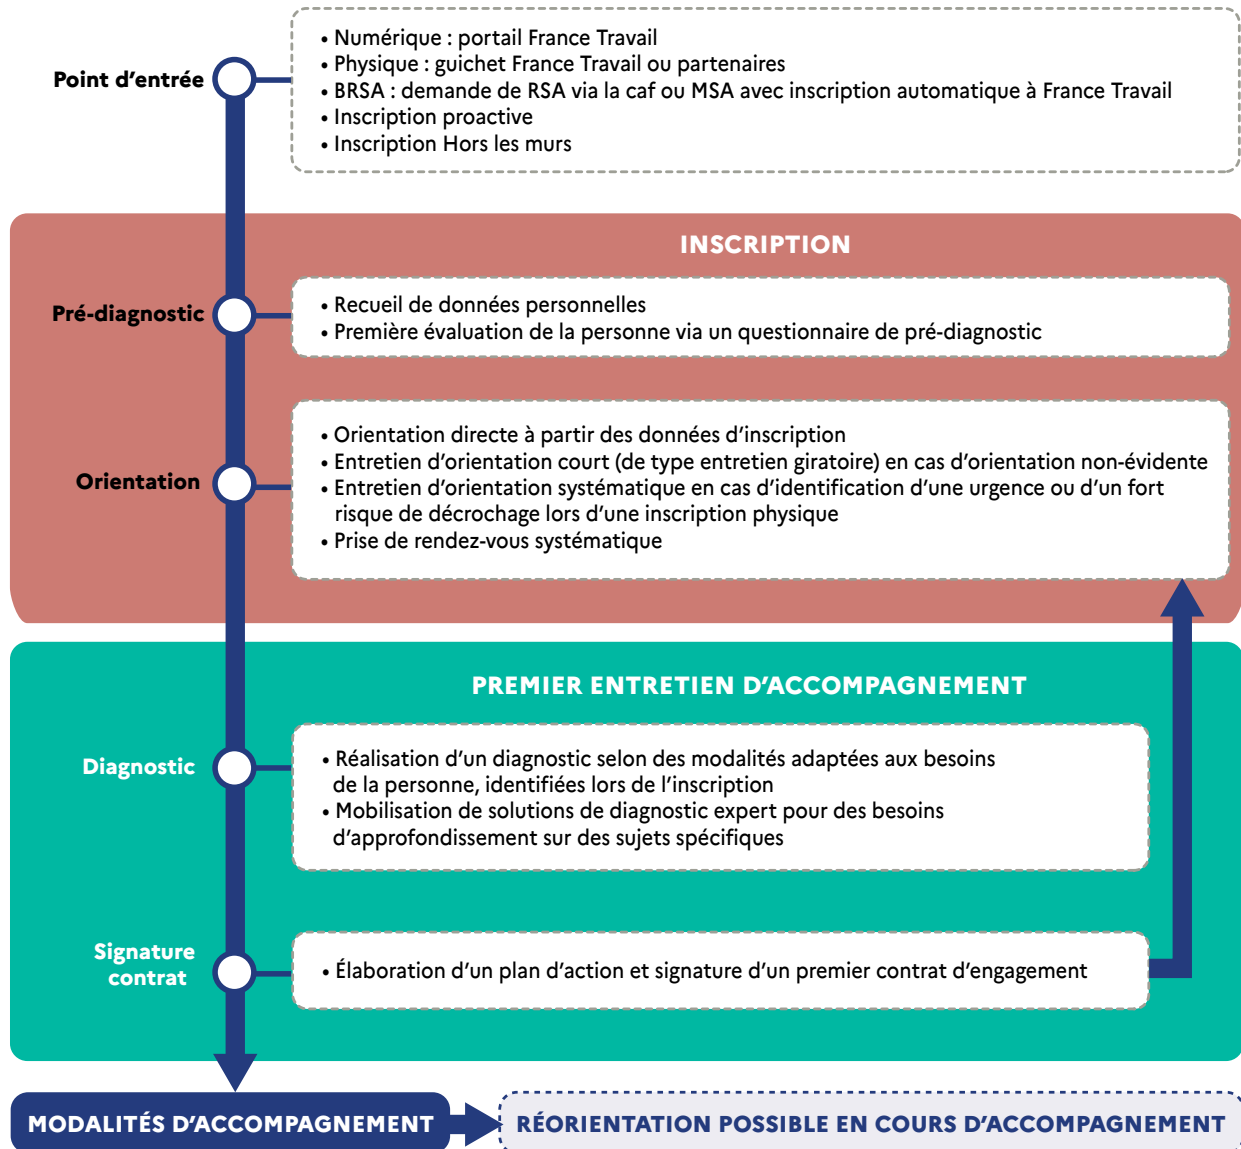 Point d’entrée
• Numérique : portail France Travail
• Physique : guichet France Travail ou partenaires
• BRSA : demande de RSA via la caf ou MSA avec inscription automatique à France Travail
• Inscription proactive
• Inscription Hors les murs
INSCRIPTION
Pré-diagnostic
• Recueil de données personnelles
• Première évaluation de la personne via un questionnaire de pré-diagnostic
Orientation
• Orientation directe à partir des données d’inscription
• Entretien d’orientation court (de type entretien giratoire) en cas d’orientation non-évidente
• Entretien d’orientation systématique en cas d’identification d’une urgence ou d’un fort
risque de décrochage lors d’une inscription physique
• Prise de rendez-vous systématique
PREMIER ENTRETIEN D’ACCOMPAGNEMENT
Diagnostic
• Réalisation d’un diagnostic selon des modalités adaptées aux besoins
de la personne, identifiées lors de l’inscription
• Mobilisation de solutions de diagnostic expert pour des besoins
d’approfondissement sur des sujets spécifiques
Signature
contrat
• Élaboration d’un plan d’action et signature d’un premier contrat d’engagement
MODALITÉS D’ACCOMPAGNEMENT
RÉORIENTATION POSSIBLE EN COURS D’ACCOMPAGNEMENT